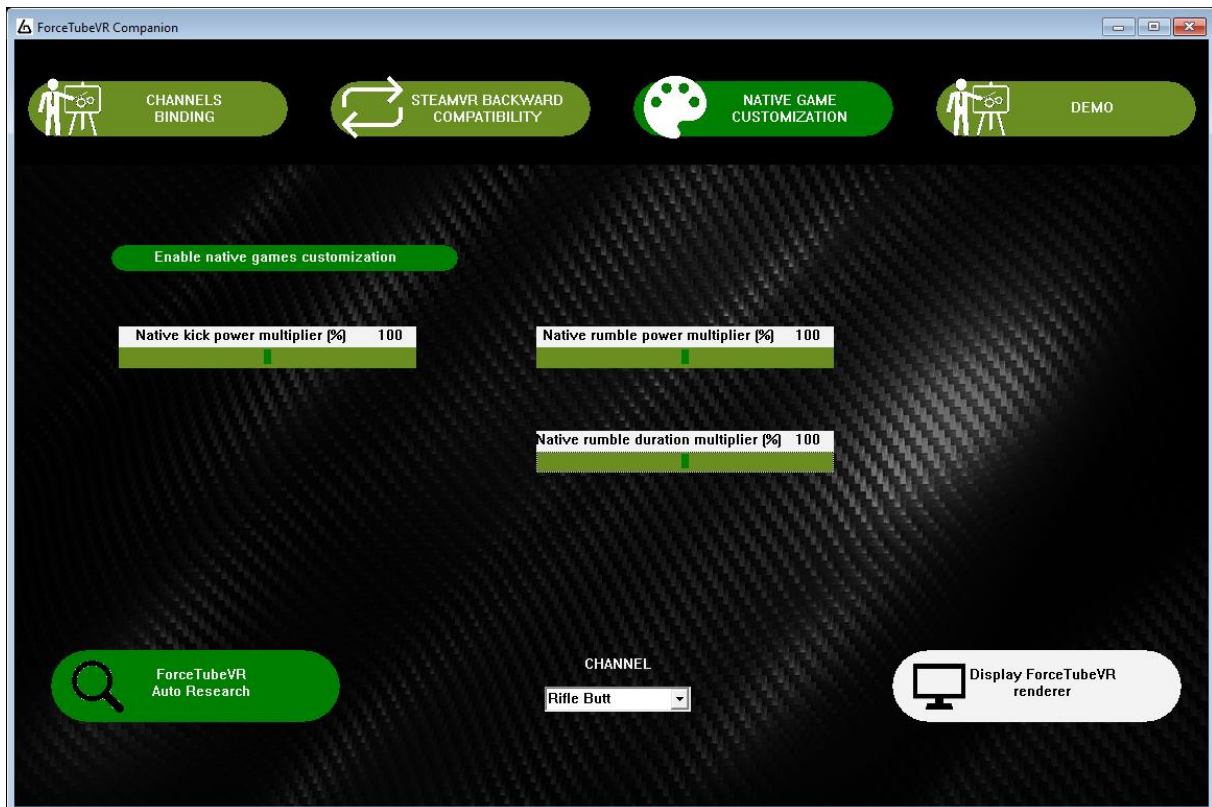 ForceTubeVR Companion
CHANNELS
BINDING
STEAMVR BACKWARD
COMPATIBILITY
NATIVE GAME
CUSTOMIZATION
DEMO
Enable native games customization
Native kick power multiplier (%) 100
Native rumble power multiplier (%) 100
Native rumble duration multiplier (%) 100
ForceTubeVR
Auto Research
CHANNEL
Rifle Butt
Display ForceTubeVR
renderer